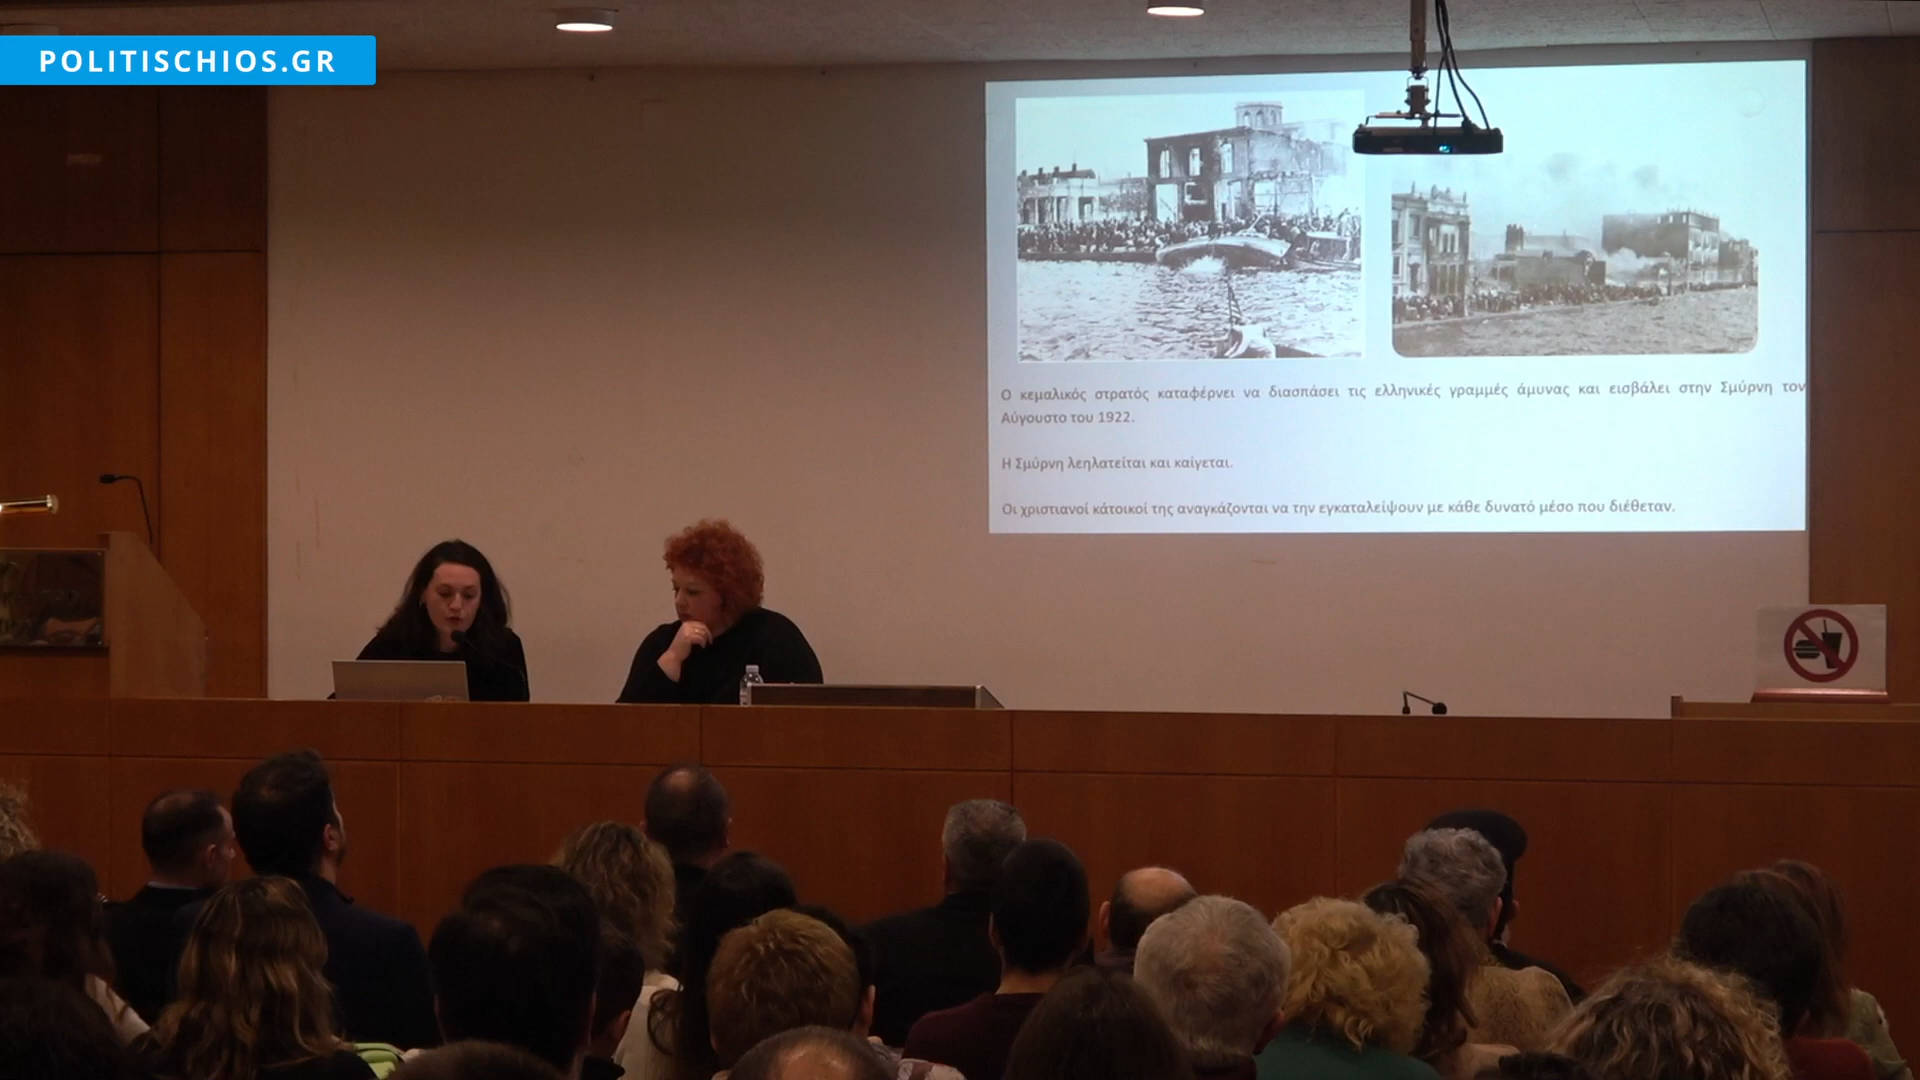 POLITISCHIOS.GR
Ο κεμαλικός στρατός καταφέρνει να διασπάσει τις ελληνικές γραμμές άμυνας και εισβάλει στην Σμύρνη τον
Αύγουστο του 1922.
Η Σμύρνη λεηλατείται και καίγεται.
Οι χριστιανοί κάτοικοί της αναγκάζονται να την εγκαταλείψουν με κάθε δυνατό μέσο που διέθεταν.